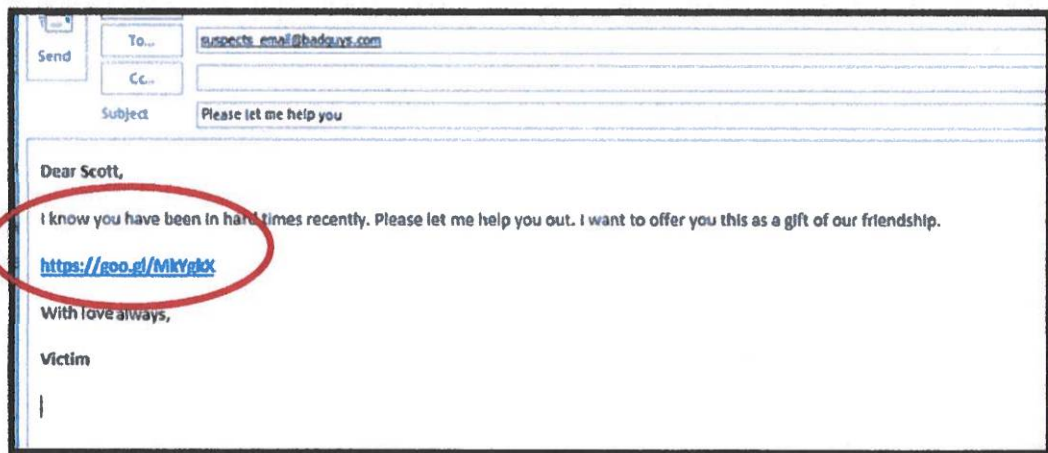 To...
suspects_email@badguys.com
Send
Cc...
Subject
Please let me help you
Dear Scott,
I know you have been in hard times recently. Please let me help you out. I want to offer you this as a gift of our friendship.
https://goo.gl/MkYgkX
With love always,
Victim